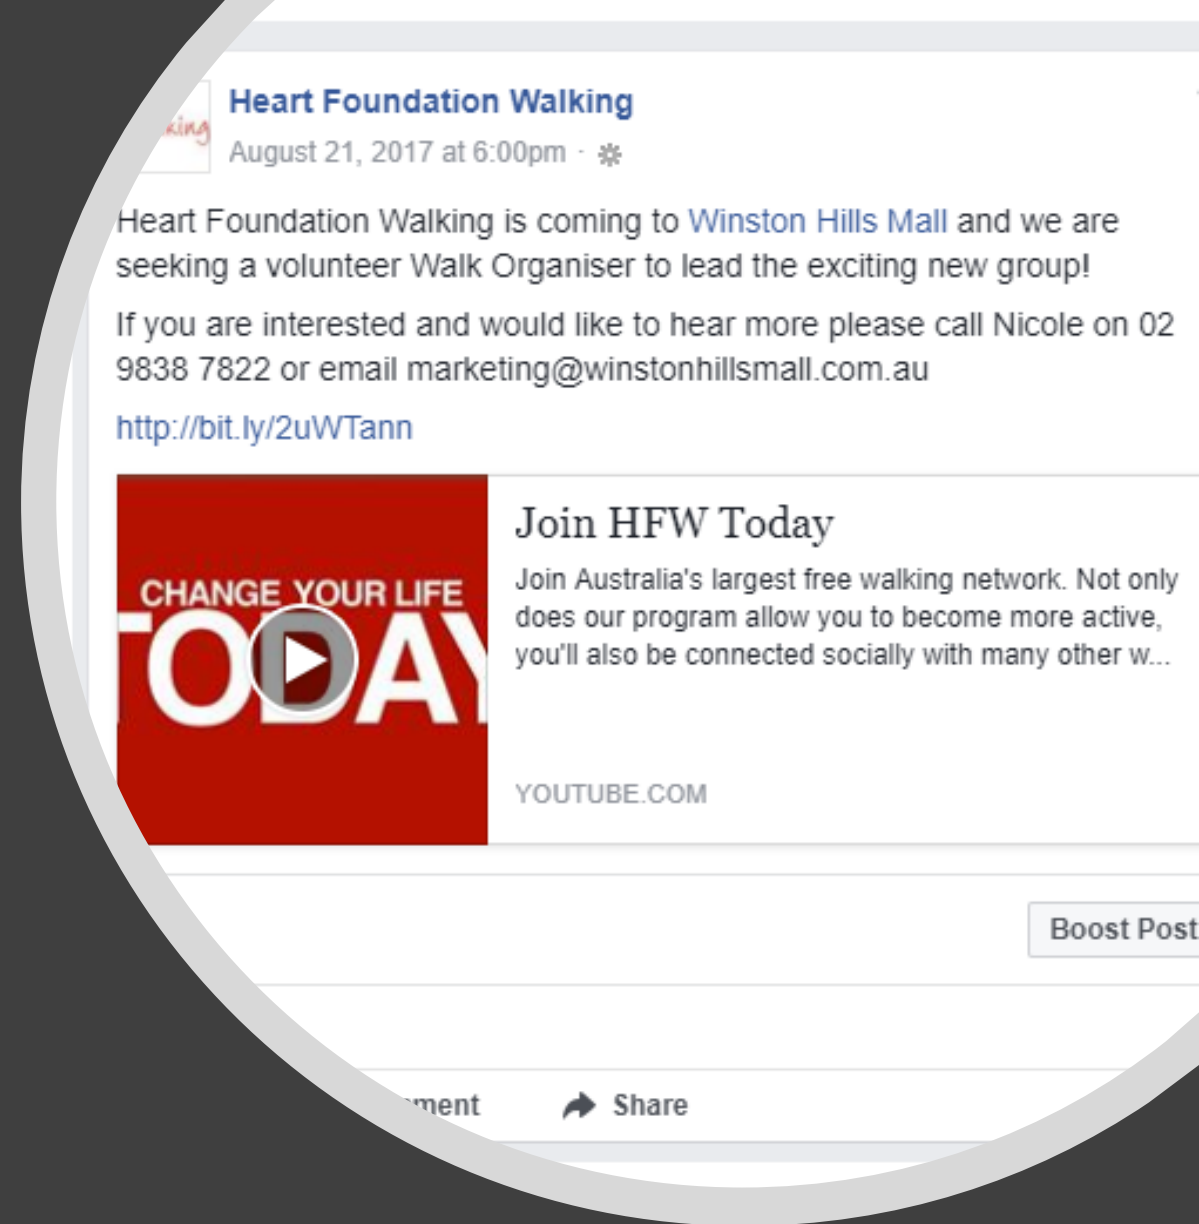 Heart Foundation Walking
August 21, 2017 at 6:00pm ·
Heart Foundation Walking is coming to Winston Hills Mall and we are
seeking a volunteer Walk Organiser to lead the exciting new group!
If you are interested and would like to hear more please call Nicole on 02
9838 7822 or email marketing@winstonhillsmall.com.au
http://bit.ly/2uWTann
CHANGE YOUR LIFE
TODAY
Join HFW Today
Join Australia's largest free walking network. Not only
does our program allow you to become more active,
you'll also be connected socially with many other w...
YOUTUBE.COM
Boost Post
Share